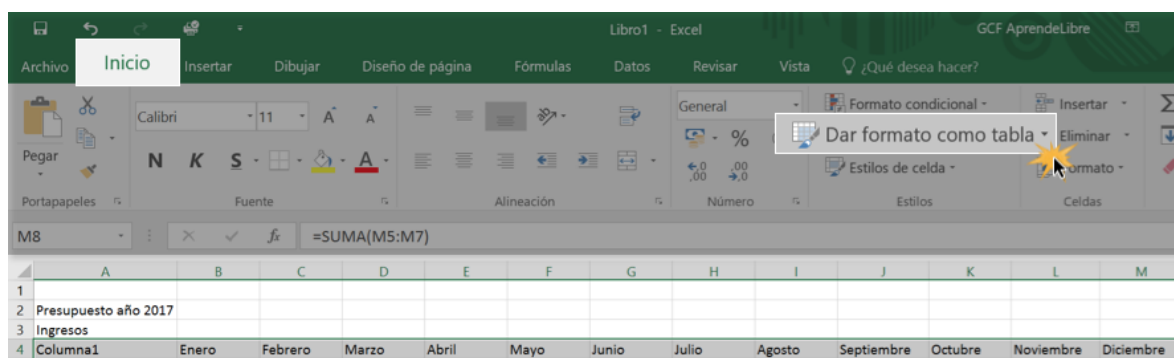 Libro1 - Excel
GCF AprendeLibre
Archivo Inicio Insertar Dibujar Diseño de página Fórmulas Datos Revisar Vista ¿Qué desea hacer?
Calibri 11 A A General Formato condicional Insertar
% Dar formato como tabla Eliminar
Pegar N K S A Estilos de celda Formato
Portapapeles Fuente Alineación Número Estilos Celdas
M8 fx =SUMA(M5:M7)
A B C D E F G H I J K L M
1
2 Presupuesto año 2017
3 Ingresos
4 Columna1 Enero Febrero Marzo Abril Mayo Junio Julio Agosto Septiembre Octubre Noviembre Diciembre